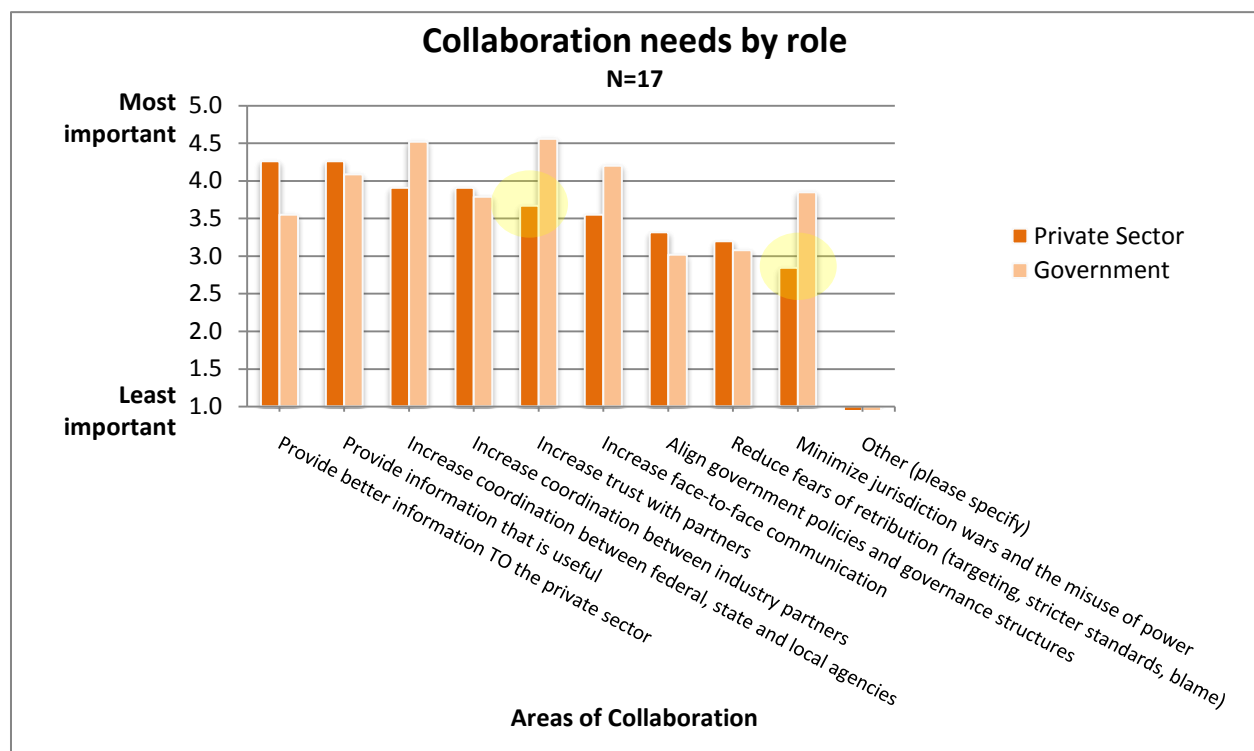 Collaboration needs by role
N=17
Most
important
5.0
4.5
4.0
3.5
3.0
2.5
2.0
1.5
1.0
Least
important
Private Sector
Government
Provide better information TO the private sector
Provide information that is useful
Increase coordination between federal, state and local agencies
Increase coordination between industry partners
Increase trust with partners
Increase face-to-face communication
Align government policies and governance structures
Reduce fears of retribution (targeting, stricter standards, blame)
Minimize jurisdiction wars and the misuse of power
Other (please specify)
Areas of Collaboration